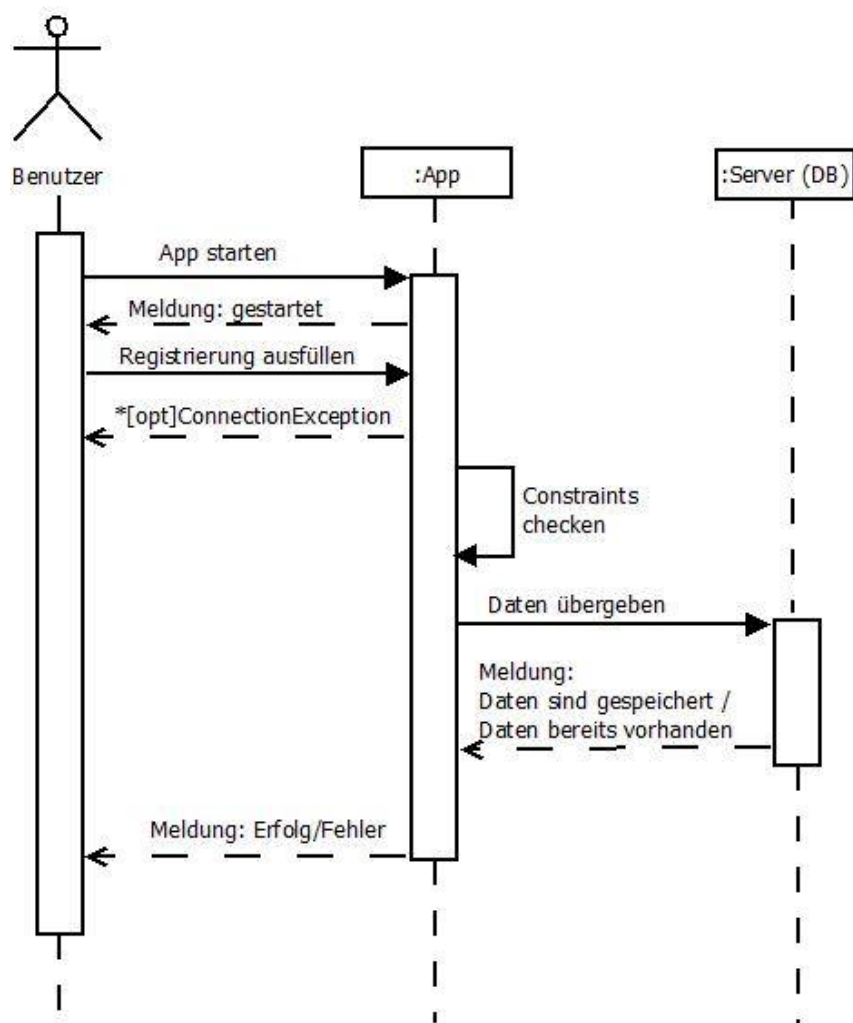 Benutzer
:App
:Server (DB)
App starten
Meldung: gestartet
Registrierung ausfüllen
*[opt]ConnectionException
Constraints
checken
Daten übergeben
Meldung:
Daten sind gespeichert /
Daten bereits vorhanden
Meldung: Erfolg/Fehler